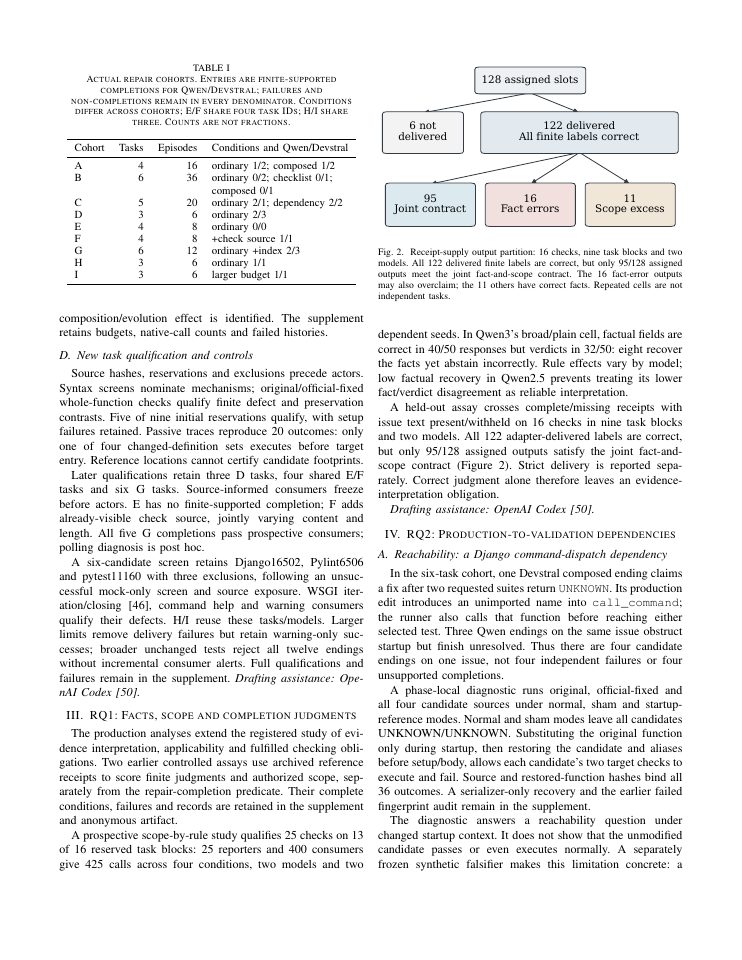 TABLE I
ACTUAL REPAIR COHORTS. ENTRIES ARE FINITE-SUPPORTED
COMPLETIONS FOR QWEN/DEVSTRAL; FAILURES AND
NON-COMPLETIONS REMAIN IN EVERY DENOMINATOR. CONDITIONS
DIFFER ACROSS COHORTS; E/F SHARE FOUR TASK IDS; H/I SHARE
THREE. COUNTS ARE NOT FRACTIONS.
Cohort Tasks Episodes Conditions and Qwen/Devstral
A 4 16 ordinary 1/2; composed 1/2
B 6 36 ordinary 0/2; checklist 0/1;
composed 0/1
C 5 20 ordinary 2/1; dependency 2/2
D 3 6 ordinary 2/3
E 4 8 ordinary 0/0
F 4 8 +check source 1/1
G 6 12 ordinary +index 2/3
H 3 6 ordinary 1/1
I 3 6 larger budget 1/1
composition/evolution effect is identified. The supplement
retains budgets, native-call counts and failed histories.
D. New task qualification and controls
Source hashes, reservations and exclusions precede actors.
Syntax screens nominate mechanisms; original/official-fixed
whole-function checks qualify finite defect and preservation
contrasts. Five of nine initial reservations qualify, with setup
failures retained. Passive traces reproduce 20 outcomes: only
one of four changed-definition sets executes before target
entry. Reference locations cannot certify candidate footprints.
Later qualifications retain three D tasks, four shared E/F
tasks and six G tasks. Source-informed consumers freeze
before actors. E has no finite-supported completion; F adds
already-visible check source, jointly varying content and
length. All five G completions pass prospective consumers;
polling diagnosis is post hoc.
A six-candidate screen retains Django16502, Pylint6506
and pytest11160 with three exclusions, following an unsuc-
cessful mock-only screen and source exposure. WSGI iter-
ation/closing [46], command help and warning consumers
qualify their defects. H/I reuse these tasks/models. Larger
limits remove delivery failures but retain warning-only suc-
cesses; broader unchanged tests reject all twelve endings
without incremental consumer alerts. Full qualifications and
failures remain in the supplement. Drafting assistance: Ope-
nAI Codex [50].
III. RQ1: FACTS, SCOPE AND COMPLETION JUDGMENTS
The production analyses extend the registered study of evi-
dence interpretation, applicability and fulfilled checking obli-
gations. Two earlier controlled assays use archived reference
receipts to score finite judgments and authorized scope, sep-
arately from the repair-completion predicate. Their complete
conditions, failures and records are retained in the supplement
and anonymous artifact.
A prospective scope-by-rule study qualifies 25 checks on 13
of 16 reserved task blocks: 25 reporters and 400 consumers
give 425 calls across four conditions, two models and two
128 assigned slots
6 not
delivered
122 delivered
All finite labels correct
95
Joint contract
16
Fact errors
11
Scope excess
Fig. 2. Receipt-supply output partition: 16 checks, nine task blocks and two
models. All 122 delivered finite labels are correct, but only 95/128 assigned
outputs meet the joint fact-and-scope contract. The 16 fact-error outputs
may also overclaim; the 11 others have correct facts. Repeated cells are not
independent tasks.
dependent seeds. In Qwen3's broad/plain cell, factual fields are
correct in 40/50 responses but verdicts in 32/50: eight recover
the facts yet abstain incorrectly. Rule effects vary by model;
low factual recovery in Qwen2.5 prevents treating its lower
fact/verdict disagreement as reliable interpretation.
A held-out assay crosses complete/missing receipts with
issue text present/withheld on 16 checks in nine task blocks
and two models. All 122 adapter-delivered labels are correct,
but only 95/128 assigned outputs satisfy the joint fact-and-
scope contract (Figure 2). Strict delivery is reported sepa-
rately. Correct judgment alone therefore leaves an evidence-
interpretation obligation.
Drafting assistance: OpenAI Codex [50].
IV. RQ2: PRODUCTION-TO-VALIDATION DEPENDENCIES
A. Reachability: a Django command-dispatch dependency
In the six-task cohort, one Devstral composed ending claims
a fix after two requested suites return UNKNOWN. Its production
edit introduces an unimported name into call_command;
the runner also calls that function before reaching either
selected test. Three Qwen endings on the same issue obstruct
startup but finish unresolved. Thus there are four candidate
endings on one issue, not four independent failures or four
unsupported completions.
A phase-local diagnostic runs original, official-fixed and
all four candidate sources under normal, sham and startup-
reference modes. Normal and sham modes leave all candidates
UNKNOWN/UNKNOWN. Substituting the original function
only during startup, then restoring the candidate and aliases
before setup/body, allows each candidate's two target checks to
execute and fail. Source and restored-function hashes bind all
36 outcomes. A serializer-only recovery and the earlier failed
fingerprint audit remain in the supplement.
The diagnostic answers a reachability question under
changed startup context. It does not show that the unmodified
candidate passes or even executes normally. A separately
frozen synthetic falsifier makes this limitation concrete: a